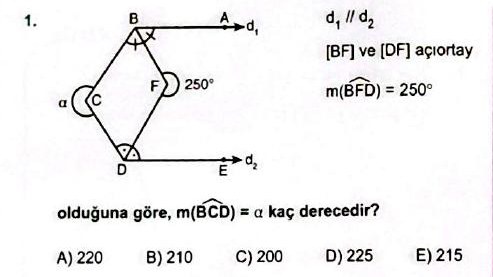 1.
B A d₁
d₁ // d₂
[BF] ve [DF] açıortay
F 250°
α C
m(BFD) = 250°
D E d₂
olduğuna göre, m(BCD) = α kaç derecedir?
A) 220 B) 210 C) 200 D) 225 E) 215